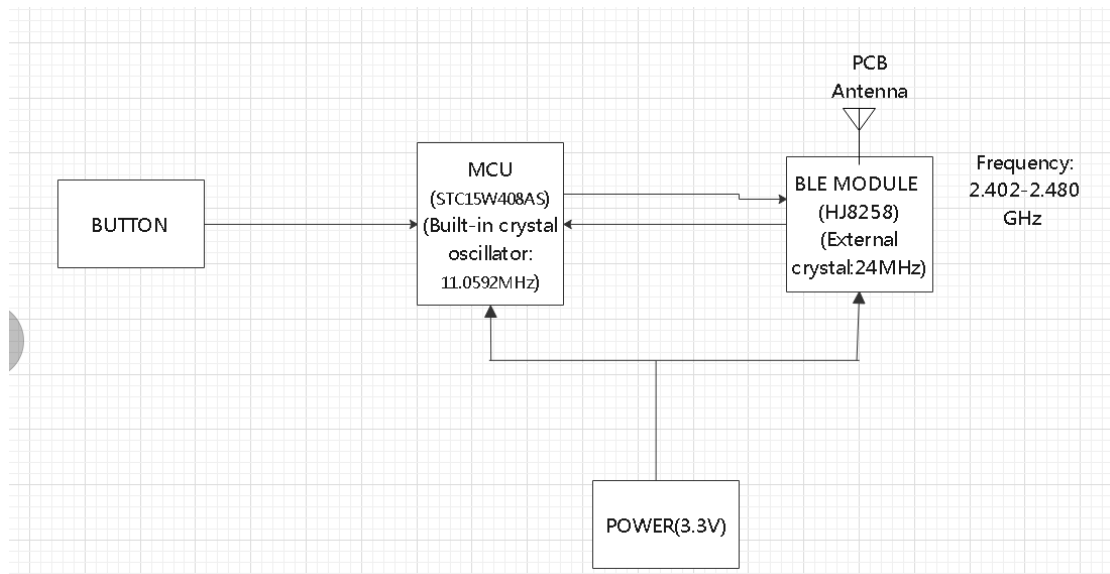 PCB
Antenna
MCU
(STC15W408AS)
(Built-in crystal
oscillator:
11.0592MHz)
BLE MODULE
(HJ8258)
(External
crystal:24MHz)
Frequency:
2.402-2.480
GHz
BUTTON
POWER(3.3V)